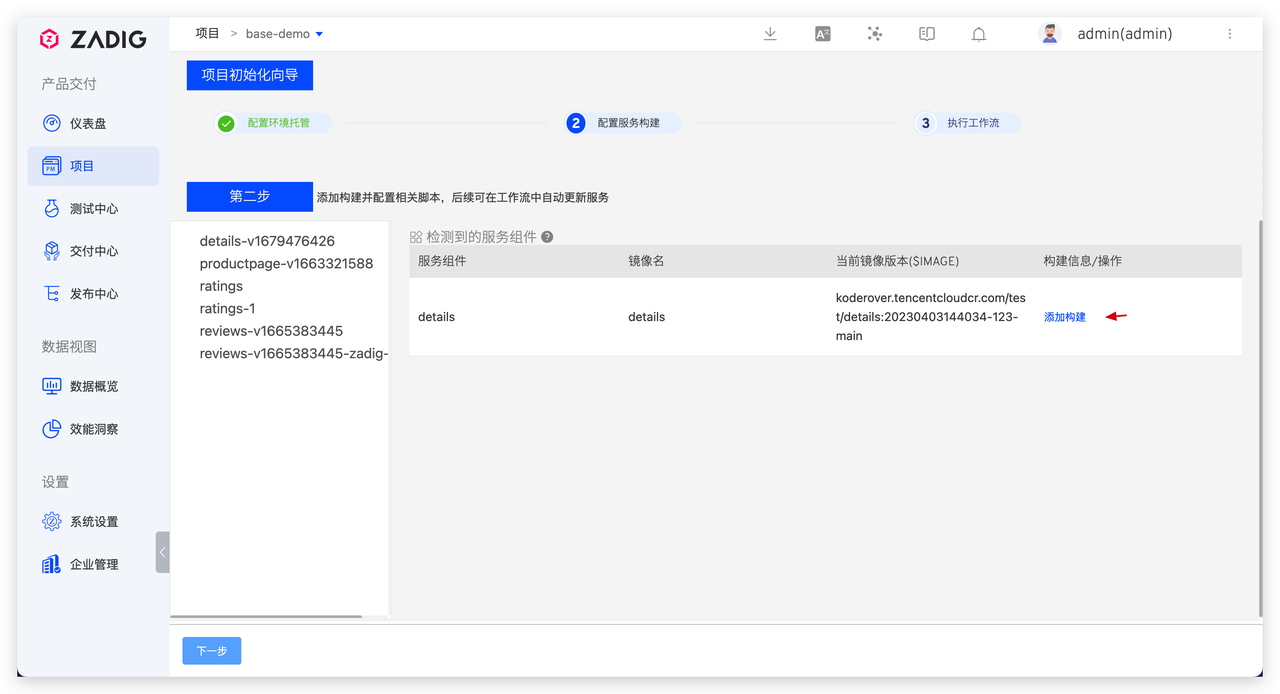 ZADIG
项目 > base-demo
admin(admin)
产品交付
仪表盘
项目
测试中心
交付中心
发布中心
数据视图
数据概览
效能洞察
设置
系统设置
企业管理
项目初始化向导
配置环境托管
2 配置服务构建
3 执行工作流
第二步 添加构建并配置相关脚本，后续可在工作流中自动更新服务
details-v1679476426
productpage-v1663321588
ratings
ratings-1
reviews-v1665383445
reviews-v1665383445-zadig-
检测到的服务组件 ?
服务组件 镜像名 当前镜像版本($IMAGE) 构建信息/操作
details details koderover.tencentcloudcr.com/tes
t/details:20230403144034-123-
main
添加构建
下一步